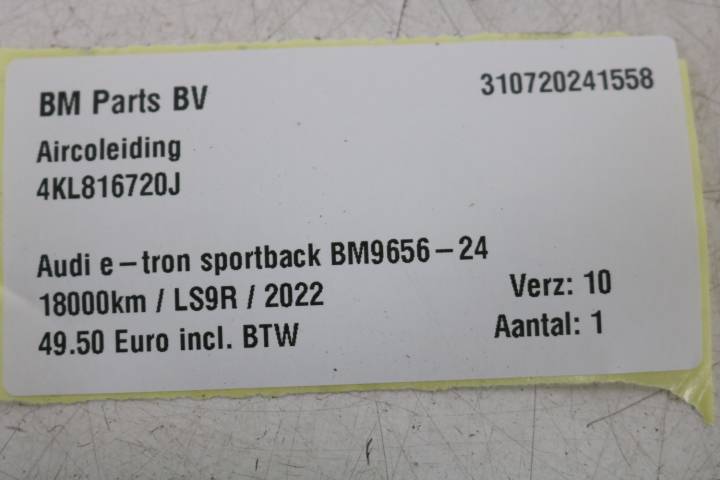 BM Parts BV
310720241558
Aircoleiding
4KL816720J
Audi e-tron sportback BM9656-24
18000km / LS9R / 2022
Verz: 10
49.50 Euro incl. BTW
Aantal: 1